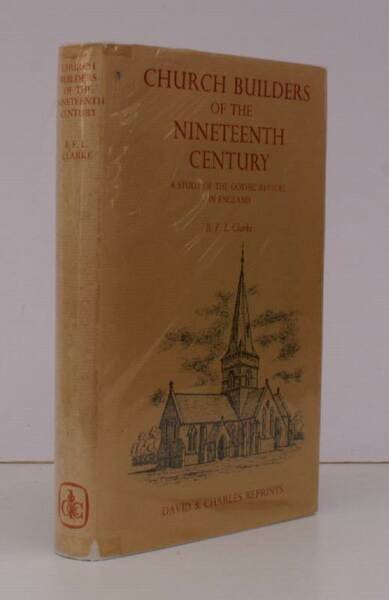 CHURCH
BUILDERS
OF THE
NINETEENTH
CENTURY
B. F. L.
CLARKE
CHURCH BUILDERS
OF THE
NINETEENTH
CENTURY
A STUDY OF THE GOTHIC REVIVAL
IN ENGLAND
B. F. L. Clarke
DAVID & CHARLES REPRINTS